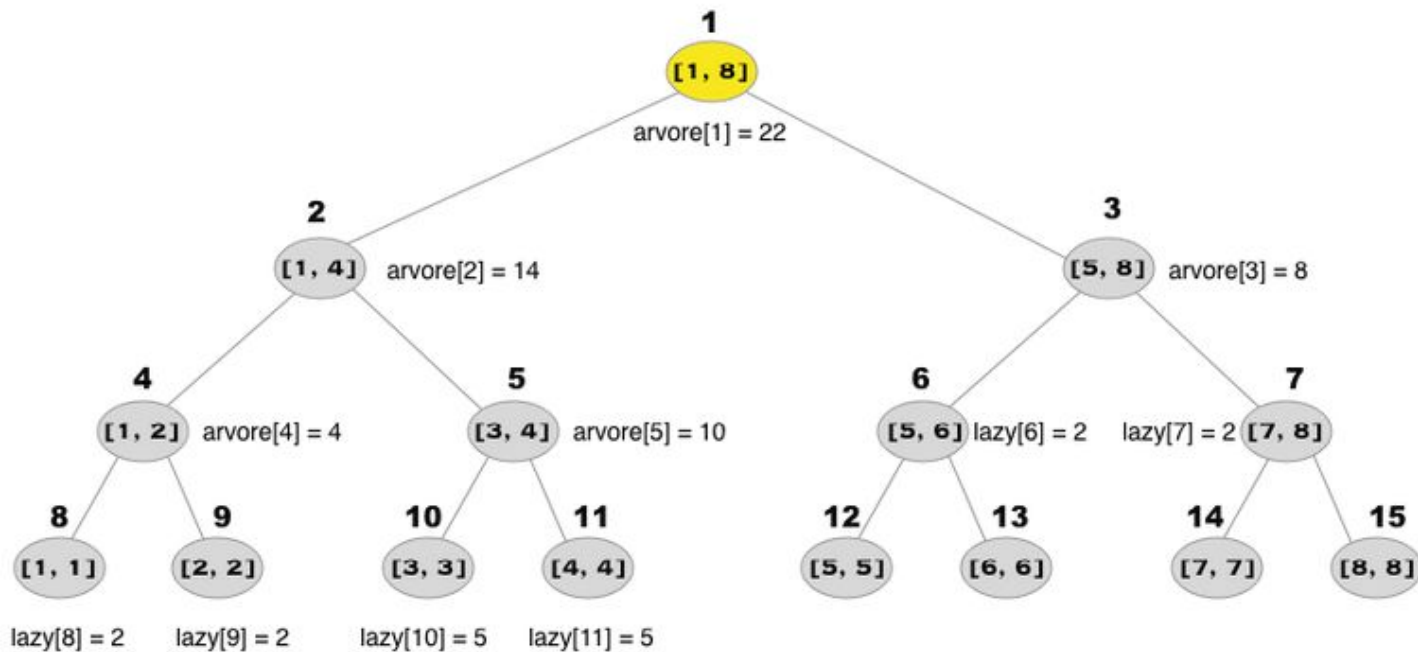 1
[1, 8]
arvore[1] = 22
2
3
[1, 4]
arvore[2] = 14
[5, 8]
arvore[3] = 8
4
5
6
7
[1, 2]
arvore[4] = 4
[3, 4]
arvore[5] = 10
[5, 6]
lazy[6] = 2
lazy[7] = 2
[7, 8]
8
9
10
11
12
13
14
15
[1, 1]
[2, 2]
[3, 3]
[4, 4]
[5, 5]
[6, 6]
[7, 7]
[8, 8]
lazy[8] = 2
lazy[9] = 2
lazy[10] = 5
lazy[11] = 5